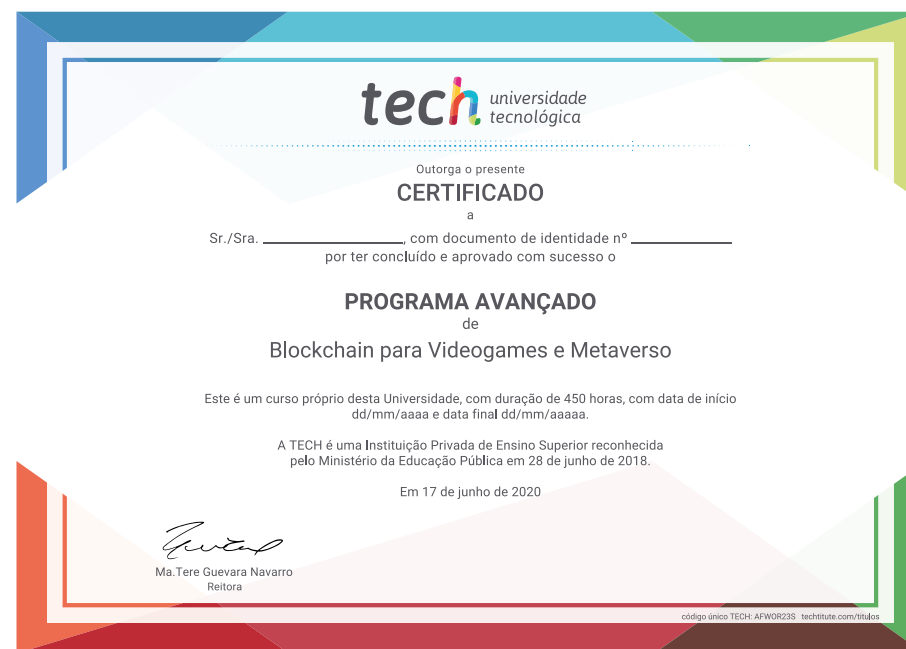 tech universidade
tecnológica
Outorga o presente
CERTIFICADO
a
Sr./Sra. ____________, com documento de identidade nº ____________
por ter concluído e aprovado com sucesso o
PROGRAMA AVANÇADO
de
Blockchain para Videogames e Metaverso
Este é um curso próprio desta Universidade, com duração de 450 horas, com data de início
dd/mm/aaaa e data final dd/mm/aaaaa.
A TECH é uma Instituição Privada de Ensino Superior reconhecida
pelo Ministério da Educação Pública em 28 de junho de 2018.
Em 17 de junho de 2020
Ma.Tere Guevara Navarro
Reitora
código único TECH: AFWOR23S techtitute.com/titulos